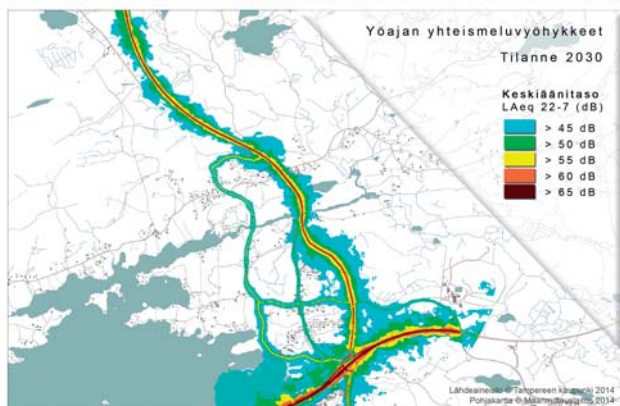 Yöajan yhteismeluvyöhykkeet
Tilanne 2030
Keskiäänitaso
LAeq 22-7 (dB)
> 45 dB
> 50 dB
> 55 dB
> 60 dB
> 65 dB
Lähdeaineisto © Tampereen kaupunki 2014
Pohjakartta © Maanmittauslaitos 2014